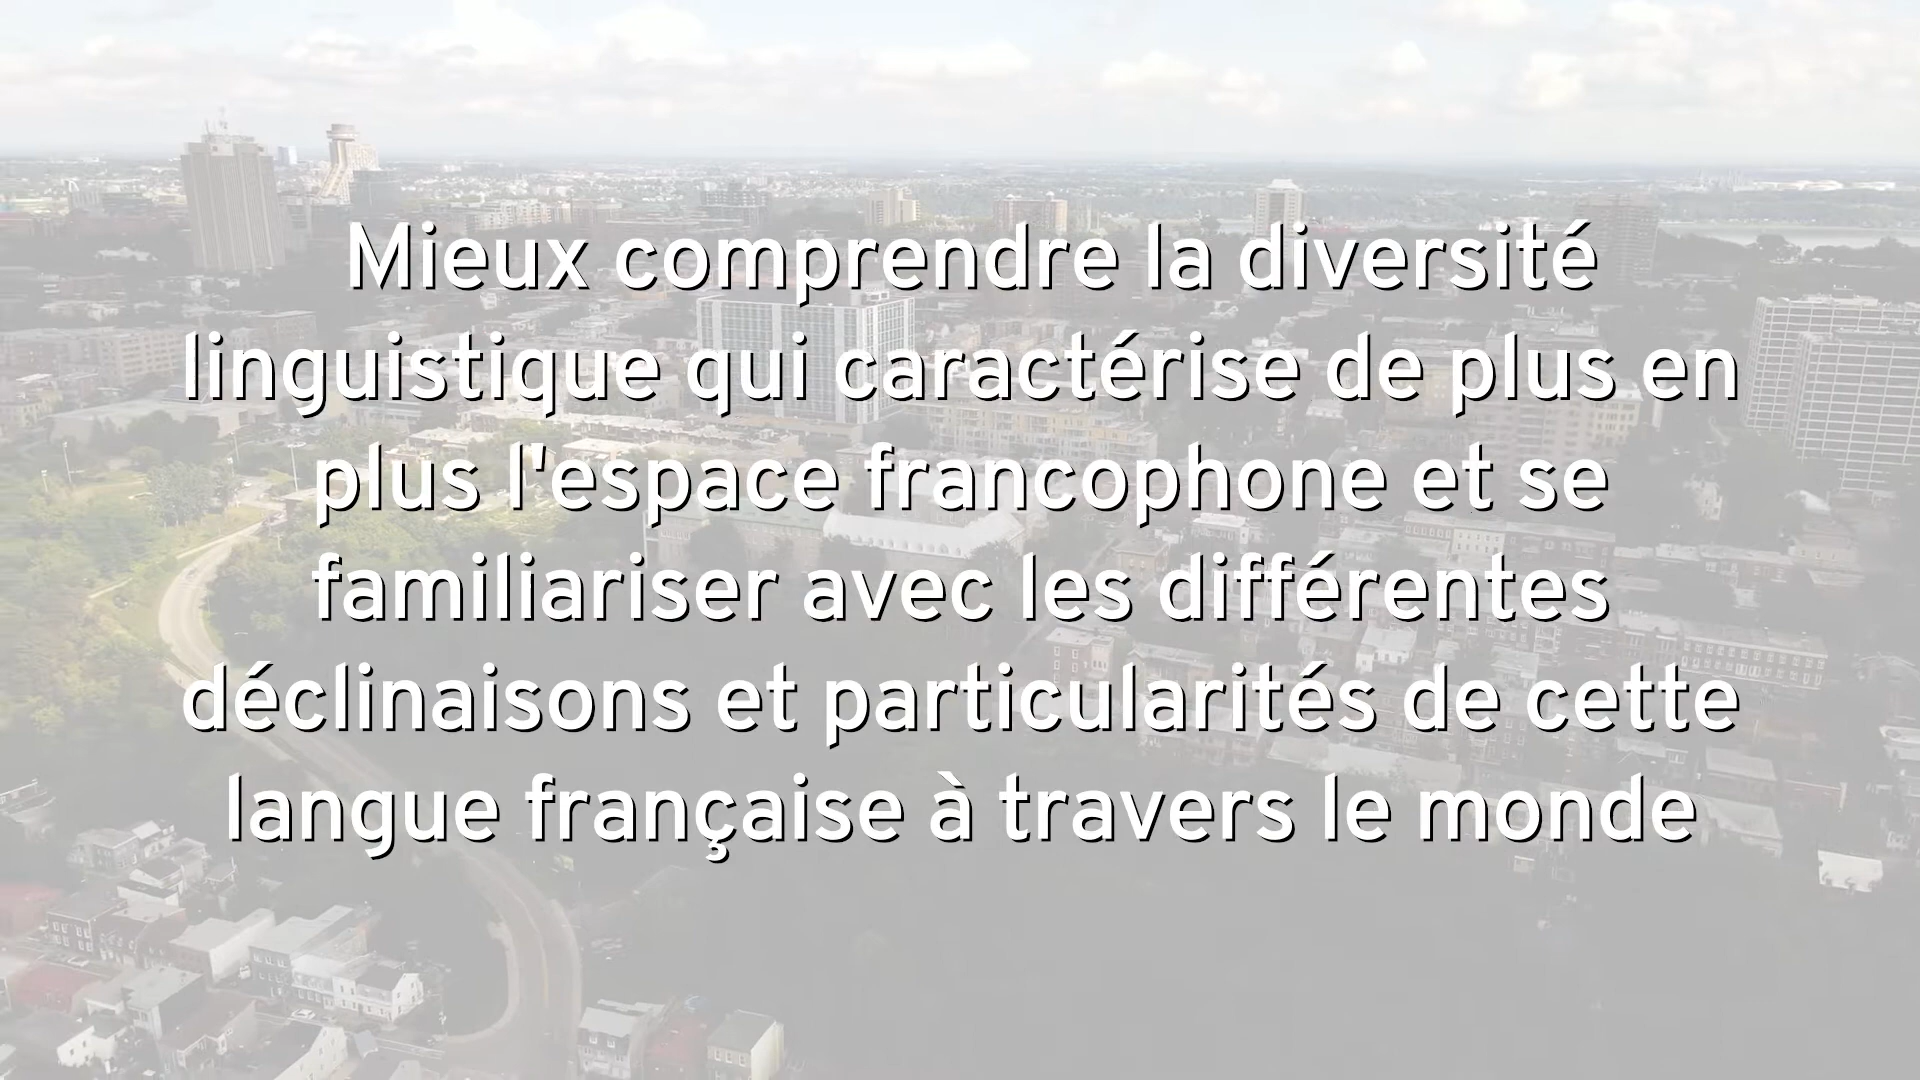 Mieux comprendre la diversité
linguistique qui caractérise de plus en
plus l'espace francophone et se
familiariser avec les différentes
déclinaisons et particularités de cette
langue française à travers le monde